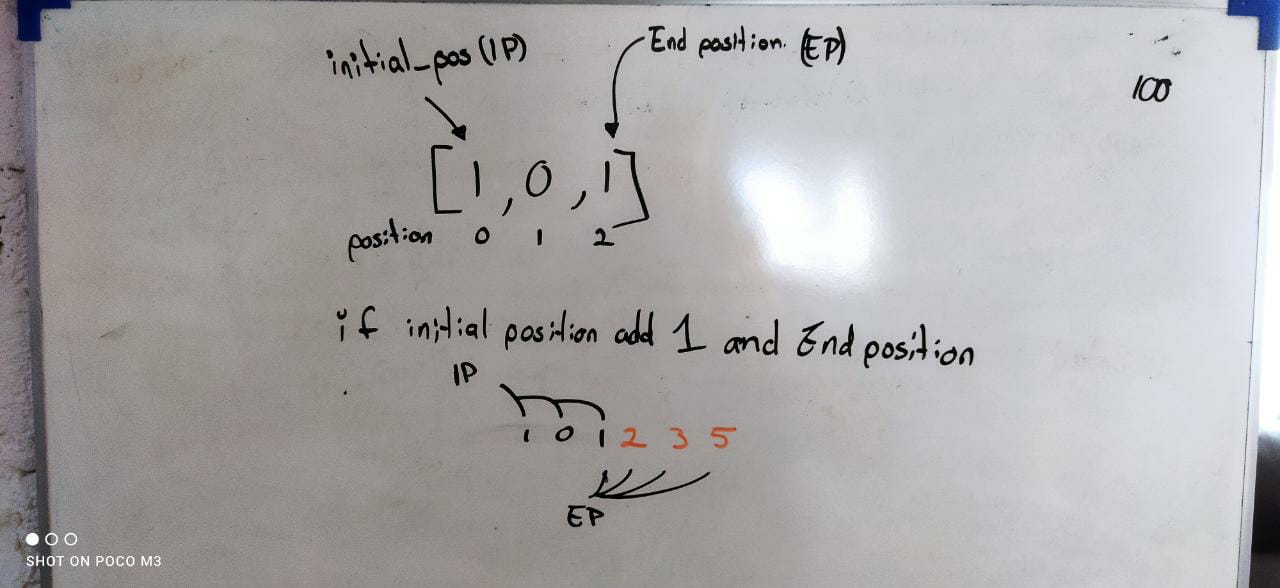 initial_pos (IP)
End position. (EP)
100
[1, 0, 1]
position 0 1 2
if initial position add 1 and End position
IP
1 0 1 2 3 5
EP
SHOT ON POCO M3